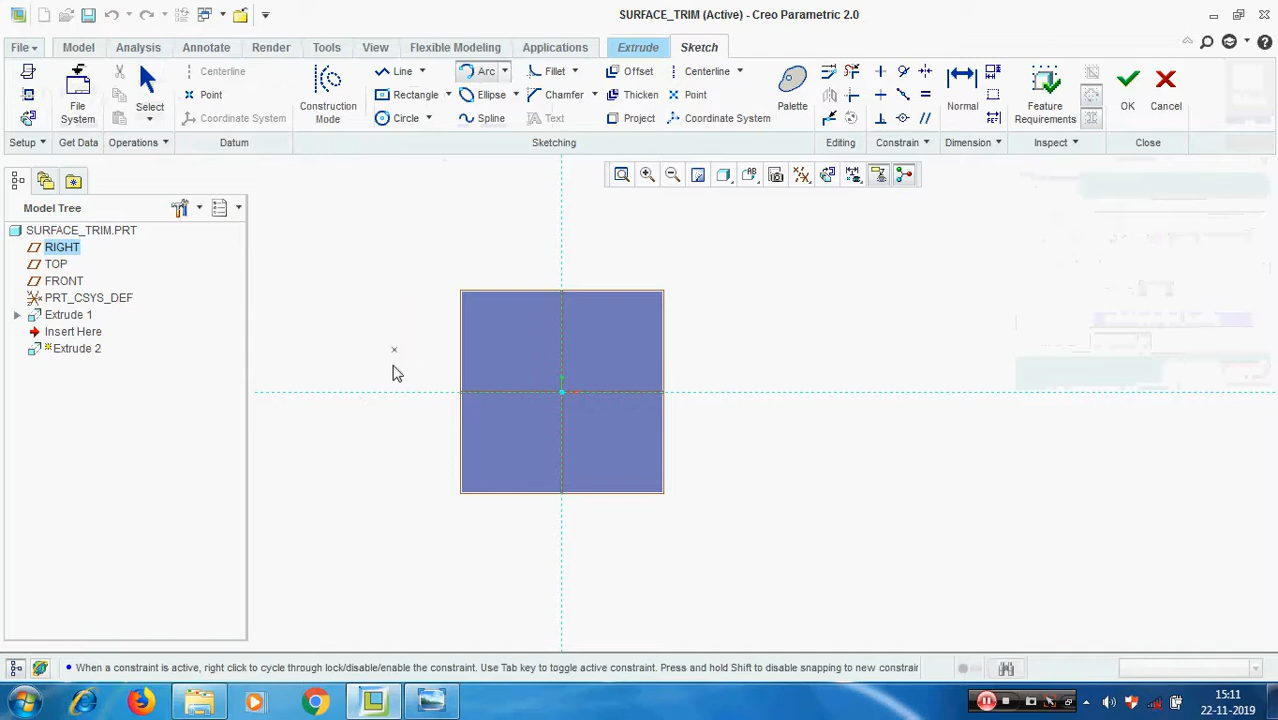 SURFACE_TRIM (Active) - Creo Parametric 2.0
File Model Analysis Annotate Render Tools View Flexible Modeling Applications Extrude Sketch
Centerline Line Arc Fillet Offset Centerline
Point Rectangle Ellipse Chamfer Thicken Point
Coordinate System Circle Spline Text Project Coordinate System
File System Select Construction Mode Palette Normal Feature Requirements OK Cancel
Setup Get Data Operations Datum Sketching Editing Constrain Dimension Inspect Close
Model Tree
SURFACE_TRIM.PRT
RIGHT
TOP
FRONT
PRT_CSYS_DEF
Extrude 1
Insert Here
Extrude 2
When a constraint is active, right click to cycle through lock/disable/enable the constraint. Use Tab key to toggle active constraint. Press and hold Shift to disable snapping to new constrair
15:11
22-11-2019